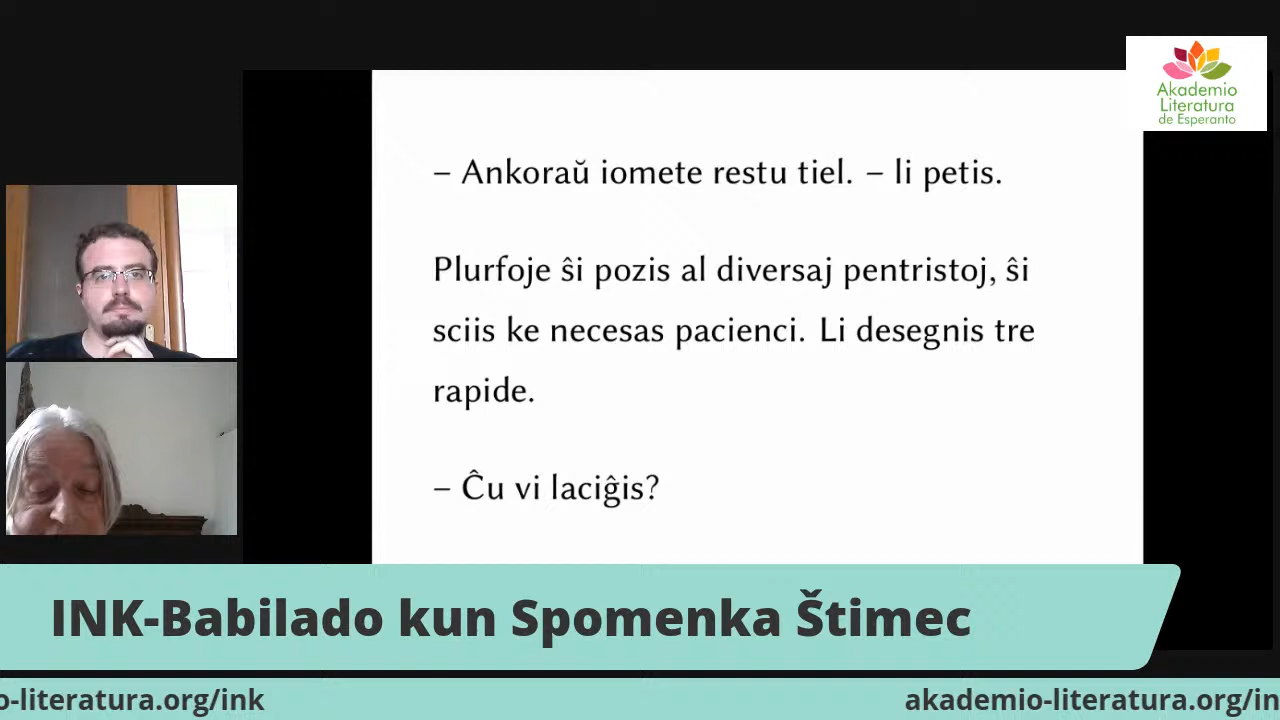 Akademio
Literatura
de Esperanto
– Ankoraŭ iomete restu tiel. – li petis.
Plurfoje ŝi pozis al diversaj pentristoj, ŝi
sciis ke necesas pacienci. Li desegnis tre
rapide.
– Ĉu vi laciĝis?
INK-Babilado kun Spomenka Štimec
o-literatura.org/ink
akademio-literatura.org/in